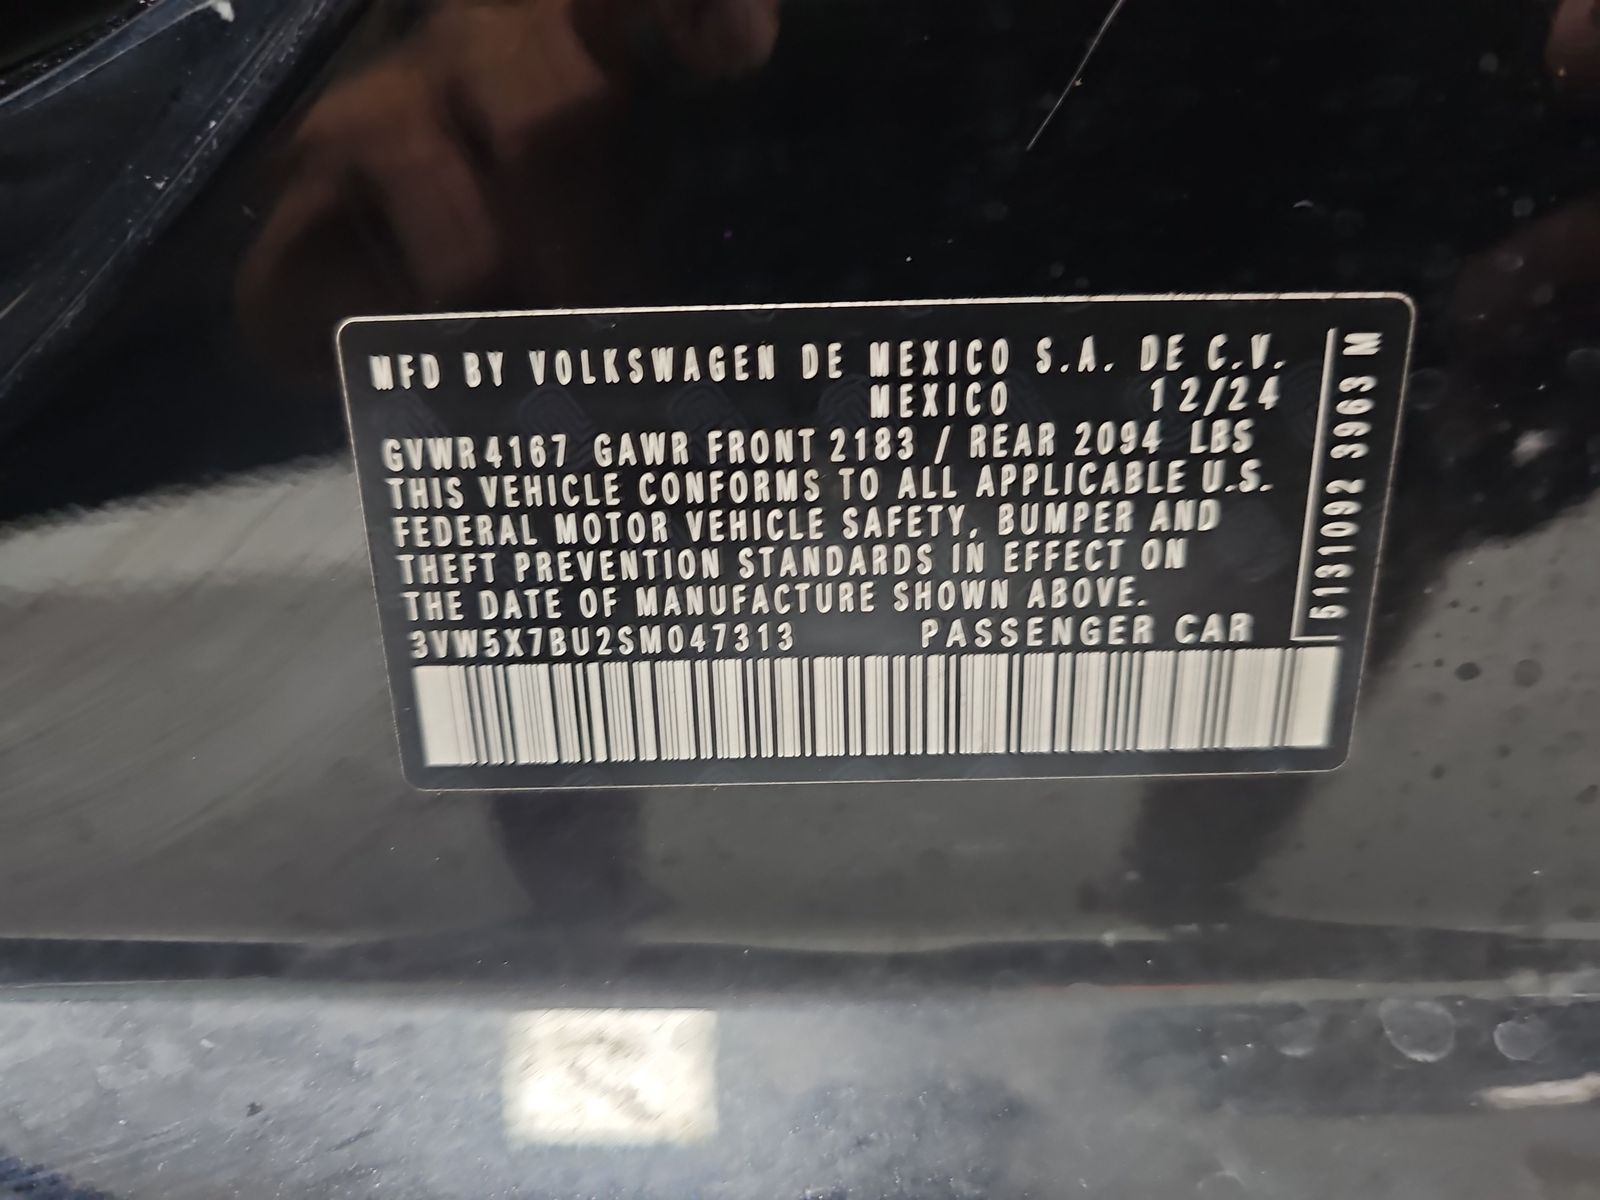 MFD BY VOLKSWAGEN DE MEXICO S.A. DE C.V.
MEXICO 12/24
GVWR 4167 GAWR FRONT 2183 / REAR 2094 LBS
THIS VEHICLE CONFORMS TO ALL APPLICABLE U.S.
FEDERAL MOTOR VEHICLE SAFETY, BUMPER AND
THEFT PREVENTION STANDARDS IN EFFECT ON
THE DATE OF MANUFACTURE SHOWN ABOVE.
3VW5X7BU2SM047313 PASSENGER CAR
5131092 3963 M